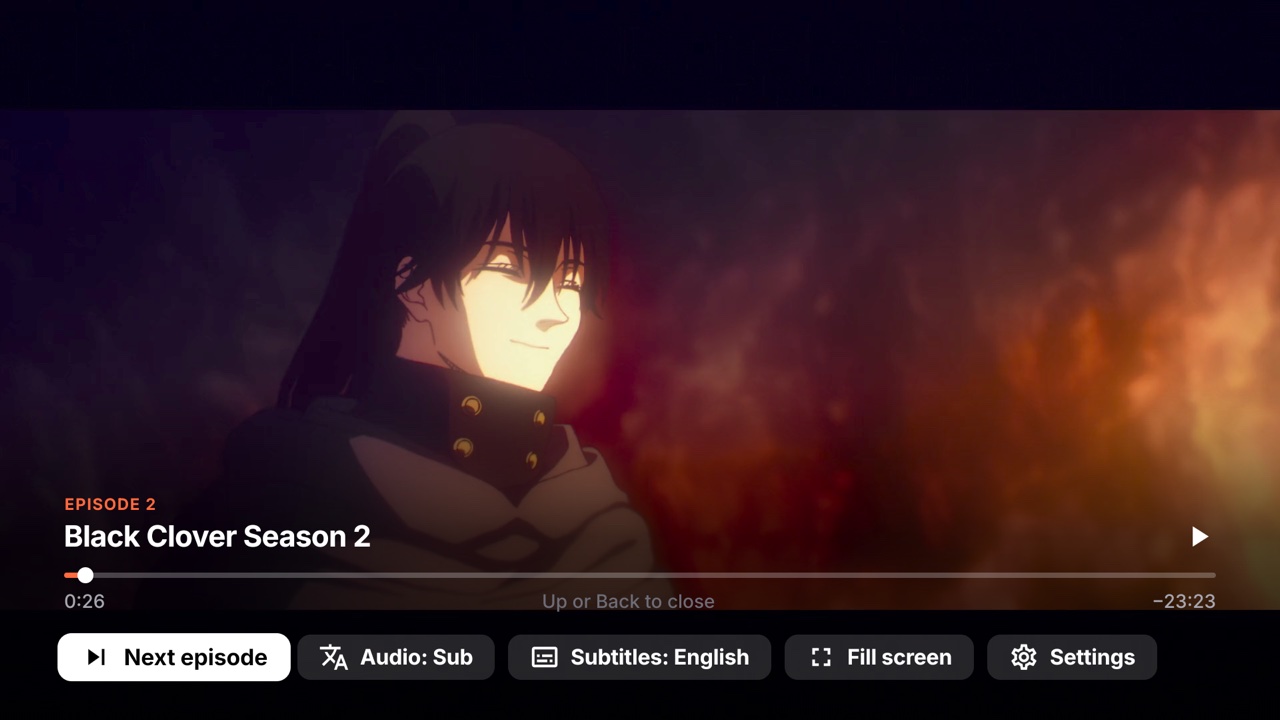 EPISODE 2
Black Clover Season 2
0:26
Up or Back to close
−23:23
Next episode
Audio: Sub
Subtitles: English
Fill screen
Settings